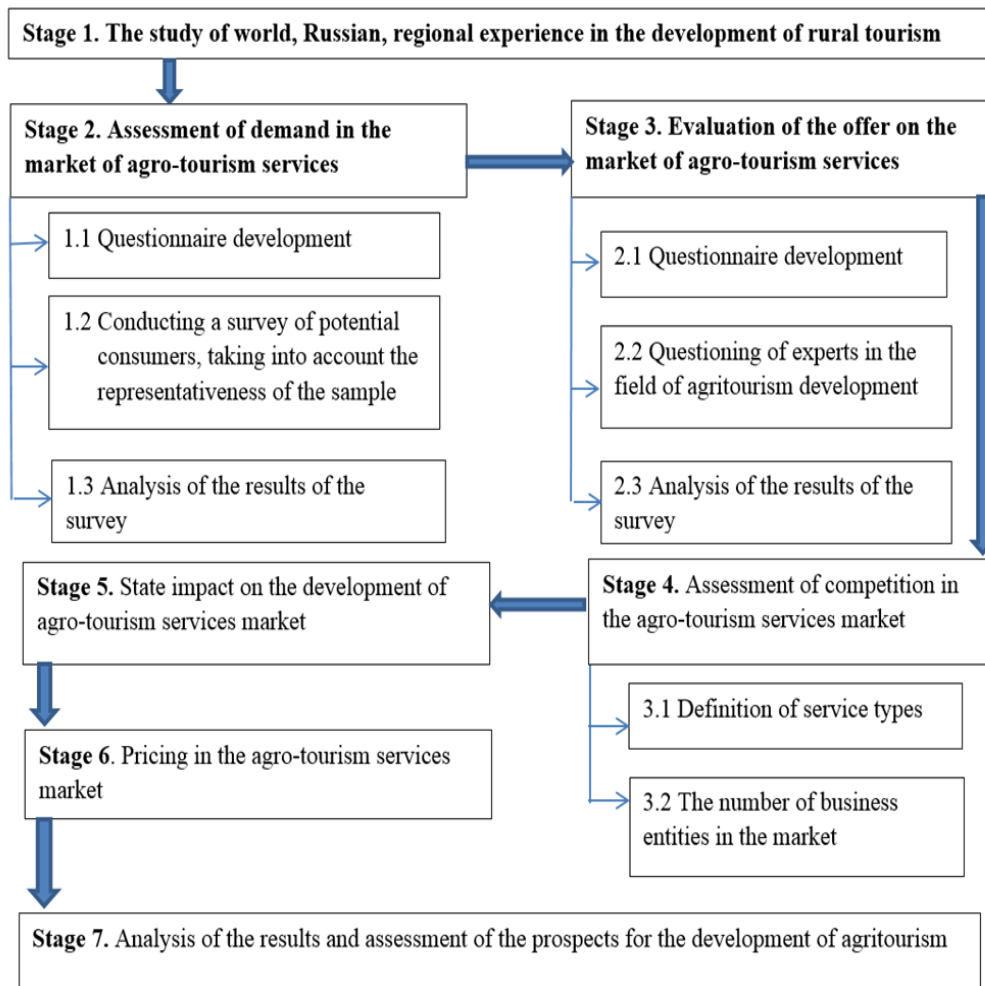 Stage 1. The study of world, Russian, regional experience in the development of rural tourism
Stage 2. Assessment of demand in the
market of agro-tourism services
1.1 Questionnaire development
1.2 Conducting a survey of potential
consumers, taking into account the
representativeness of the sample
1.3 Analysis of the results of the
survey
Stage 3. Evaluation of the offer on the
market of agro-tourism services
2.1 Questionnaire development
2.2 Questioning of experts in the
field of agritourism development
2.3 Analysis of the results of the
survey
Stage 4. Assessment of competition in
the agro-tourism services market
3.1 Definition of service types
3.2 The number of business
entities in the market
Stage 5. State impact on the development of
agro-tourism services market
Stage 6. Pricing in the agro-tourism services
market
Stage 7. Analysis of the results and assessment of the prospects for the development of agritourism